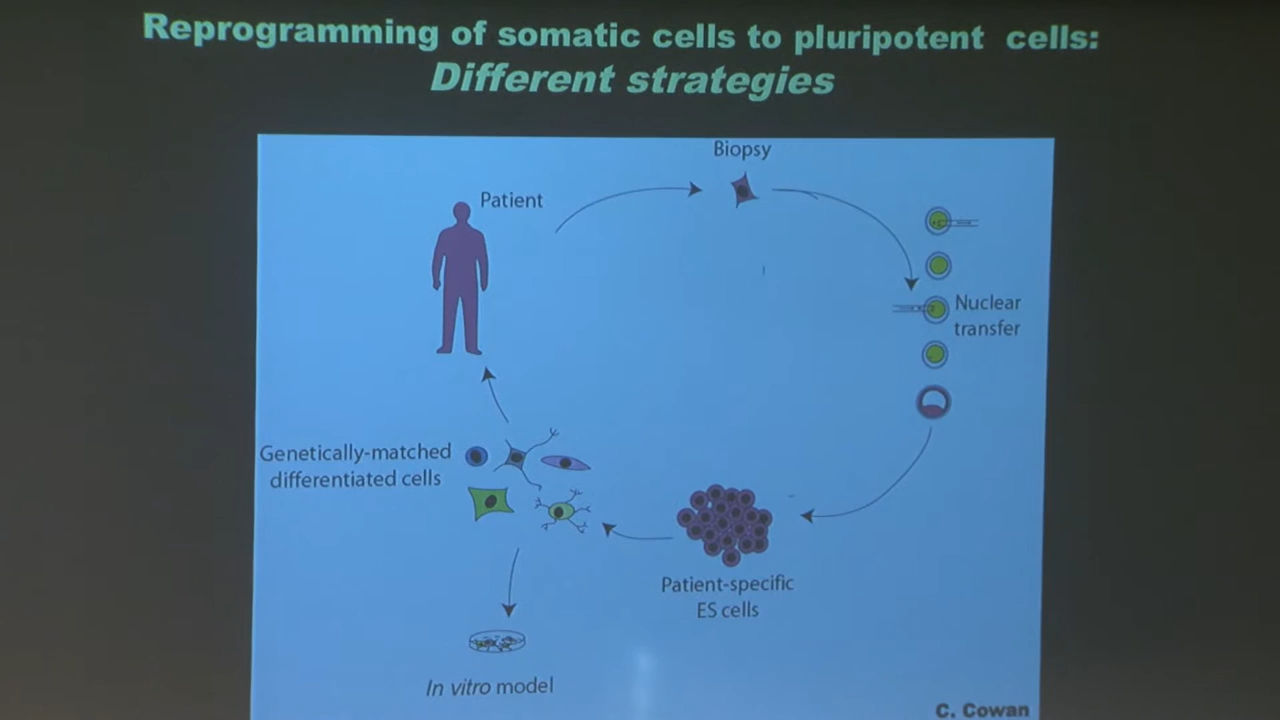 Reprogramming of somatic cells to pluripotent cells:
Different strategies
Biopsy
Patient
Nuclear
transfer
Genetically-matched
differentiated cells
Patient-specific
ES cells
In vitro model
C. Cowan